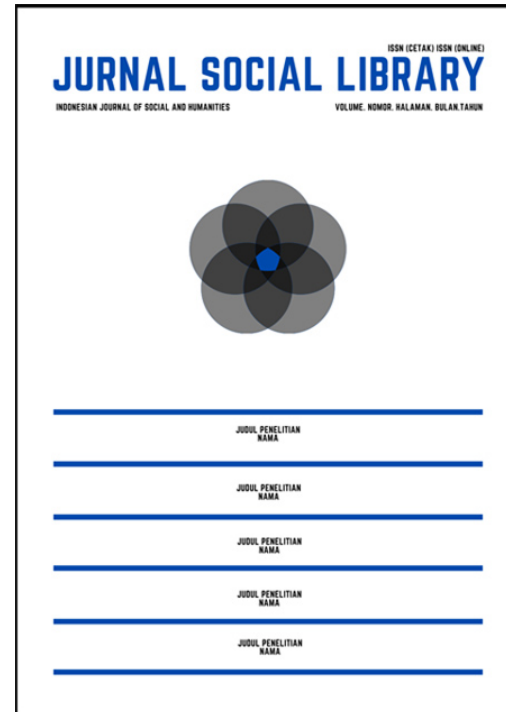 ISSN (CETAK) ISSN (ONLINE)
JURNAL SOCIAL LIBRARY
INDONESIAN JOURNAL OF SOCIAL AND HUMANITIES VOLUME. NOMOR. HALAMAN. BULAN.TAHUN
JUDUL PENELITIAN
NAMA
JUDUL PENELITIAN
NAMA
JUDUL PENELITIAN
NAMA
JUDUL PENELITIAN
NAMA
JUDUL PENELITIAN
NAMA